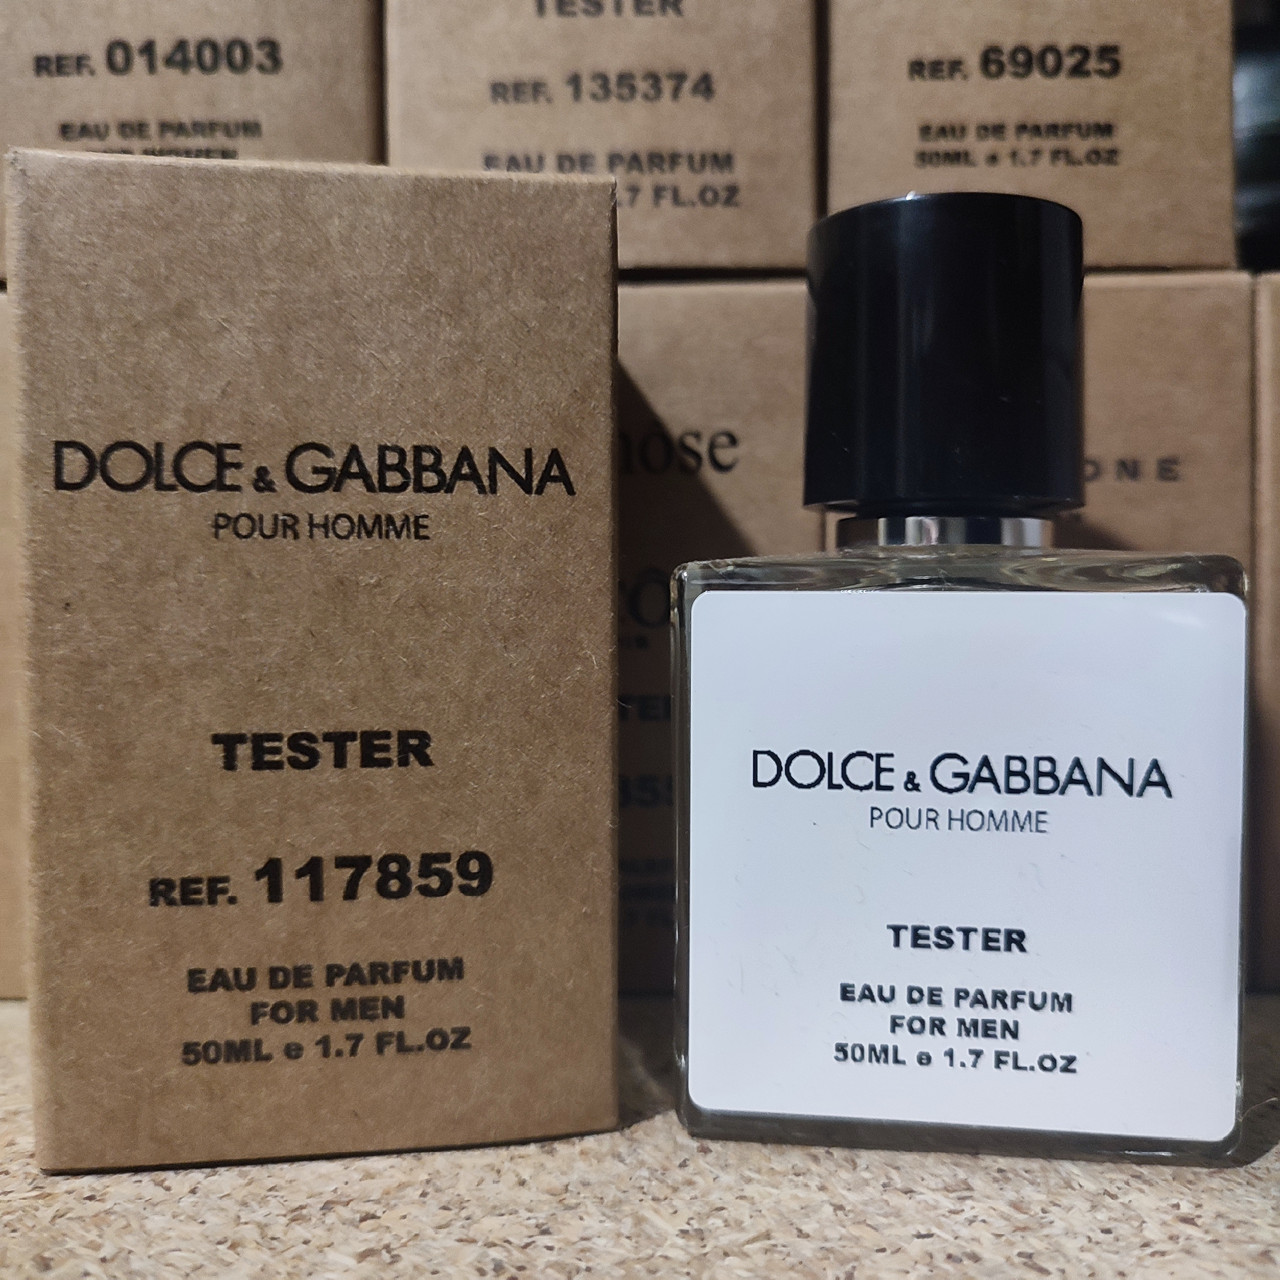 REF. 014003
EAU DE PARFUM
TESTER
REF. 135374
EAU DE PARFUM
.7 FL.OZ
REF. 69025
EAU DE PARFUM
50ML e 1.7 FL.OZ
DOLCE & GABBANA
POUR HOMME
TESTER
REF. 117859
EAU DE PARFUM
FOR MEN
50ML e 1.7 FL.OZ
DOLCE & GABBANA
POUR HOMME
TESTER
EAU DE PARFUM
FOR MEN
50ML e 1.7 FL.OZ